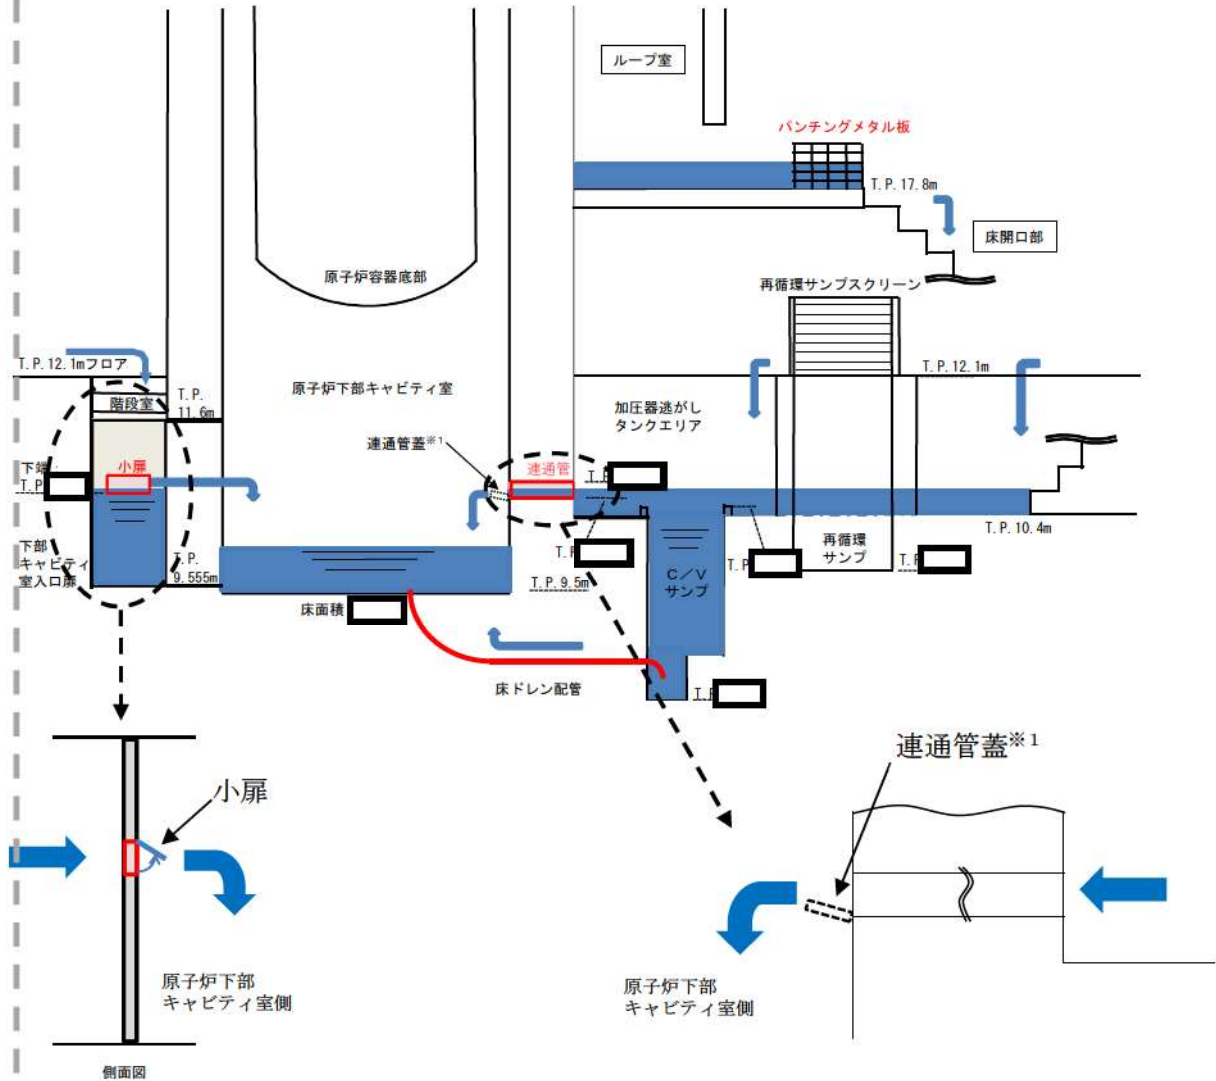 ループ室
パンチングメタル板
T.P.17.8m
床開口部
原子炉容器底部
再循環サンプスクリーン
T.P.12.1mフロア
T.P.12.1m
階段室
T.P.
11.6m
原子炉下部キャビティ室
加圧器逃がし
タンクエリア
連通管蓋※1
連通管
小扉
下端
T.P
T.P
T.P.10.4m
下部
キャビティ
室入口扉
T.P.
9.555m
T.P
T.P.9.5m
C/V
サンプ
T.P
再循環
サンプ
T.P
床面積
床ドレン配管
T.P
連通管蓋※1
小扉
原子炉下部
キャビティ室側
原子炉下部
キャビティ室側
側面図